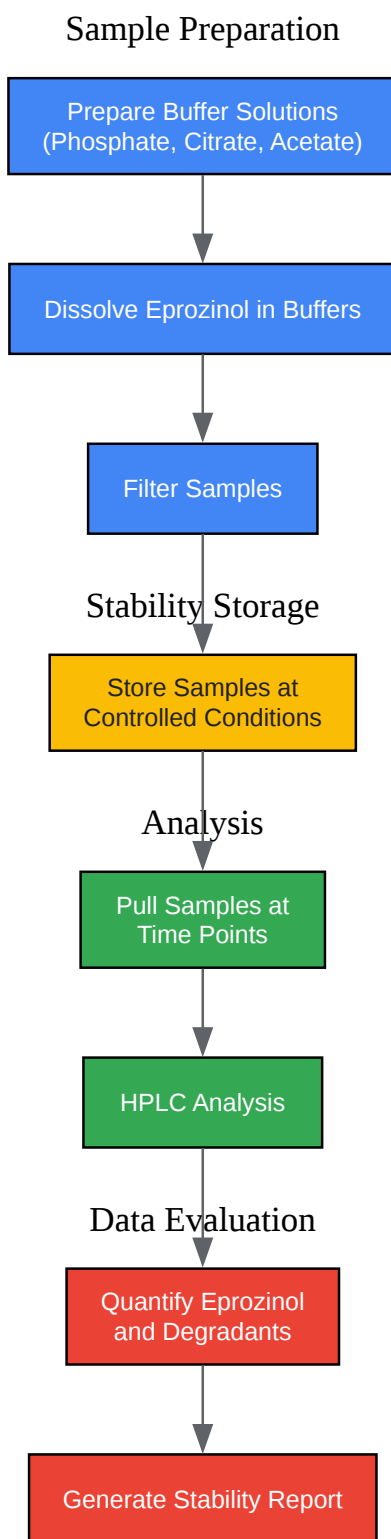 Sample Preparation
Prepare Buffer Solutions
(Phosphate, Citrate, Acetate)
Dissolve Eprozinol in Buffers
Filter Samples
Stability Storage
Store Samples at
Controlled Conditions
Analysis
Pull Samples at
Time Points
HPLC Analysis
Data Evaluation
Quantify Eprozinol
and Degradants
Generate Stability Report